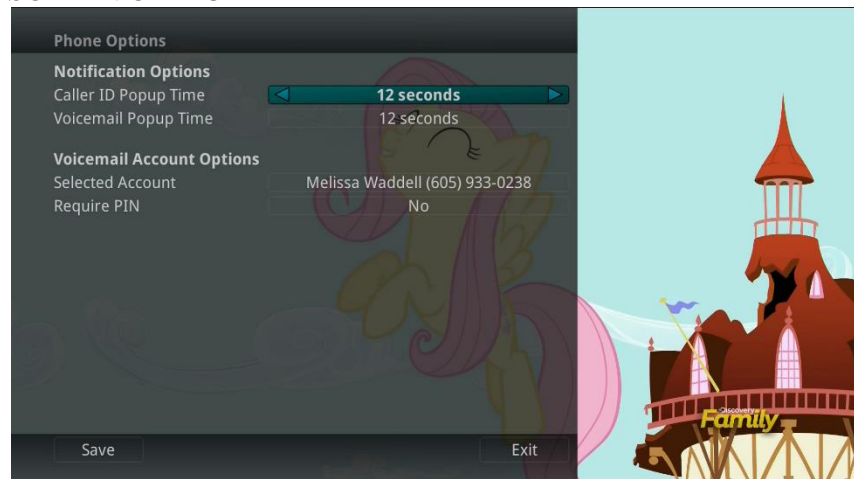 Phone Options
Notification Options
Caller ID Popup Time 12 seconds
Voicemail Popup Time 12 seconds
Voicemail Account Options
Selected Account Melissa Waddell (605) 933-0238
Require PIN No
Discovery
Family
Save Exit